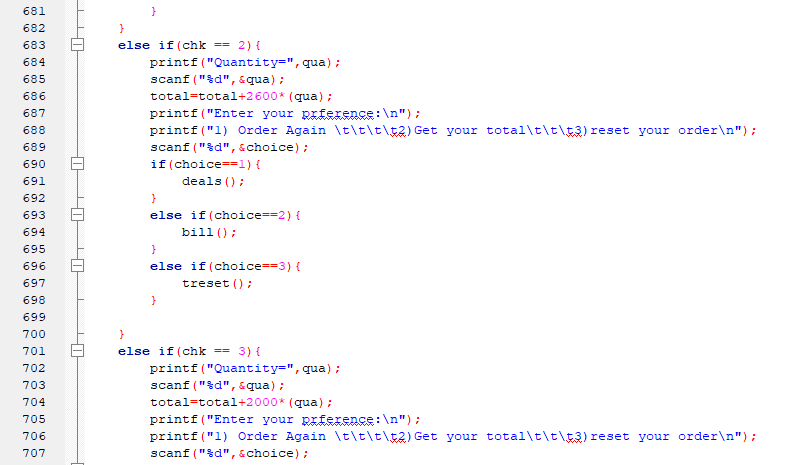 681 }
682 }
683 else if(chk == 2){
684 printf("Quantity=",qua);
685 scanf("%d",&qua);
686 total=total+2600*(qua);
687 printf("Enter your prference:\n");
688 printf("1) Order Again \t\t\t\t2)Get your total\t\t\t3)reset your order\n");
689 scanf("%d",&choice);
690 if(choice==1){
691 deals();
692 }
693 else if(choice==2){
694 bill();
695 }
696 else if(choice==3){
697 treset();
698 }
699
700 }
701 else if(chk == 3){
702 printf("Quantity=",qua);
703 scanf("%d",&qua);
704 total=total+2000*(qua);
705 printf("Enter your prference:\n");
706 printf("1) Order Again \t\t\t\t2)Get your total\t\t\t3)reset your order\n");
707 scanf("%d",&choice);